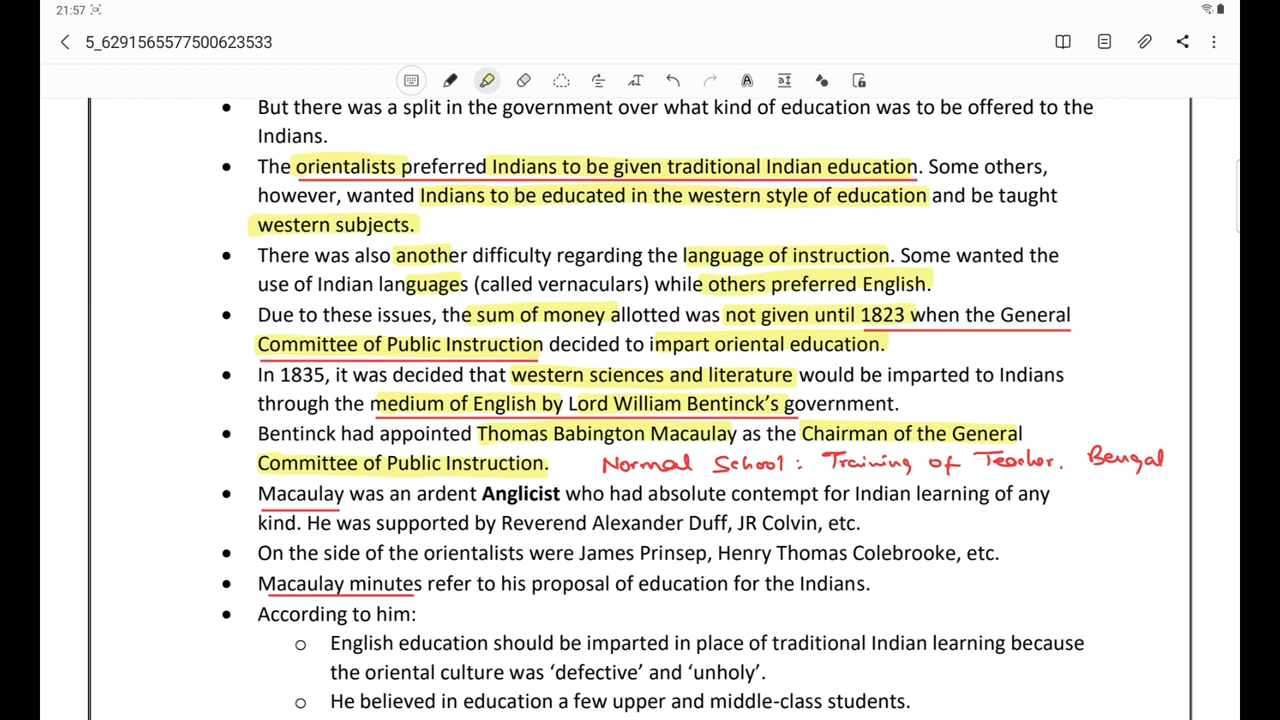 21:57
5_6291565577500623533
• But there was a split in the government over what kind of education was to be offered to the
Indians.
• The orientalists preferred Indians to be given traditional Indian education. Some others,
however, wanted Indians to be educated in the western style of education and be taught
western subjects.
• There was also another difficulty regarding the language of instruction. Some wanted the
use of Indian languages (called vernaculars) while others preferred English.
• Due to these issues, the sum of money allotted was not given until 1823 when the General
Committee of Public Instruction decided to impart oriental education.
• In 1835, it was decided that western sciences and literature would be imparted to Indians
through the medium of English by Lord William Bentinck's government.
• Bentinck had appointed Thomas Babington Macaulay as the Chairman of the General
Committee of Public Instruction. Normal School: Training of Teacher. Bengal
• Macaulay was an ardent Anglicist who had absolute contempt for Indian learning of any
kind. He was supported by Reverend Alexander Duff, JR Colvin, etc.
• On the side of the orientalists were James Prinsep, Henry Thomas Colebrooke, etc.
• Macaulay minutes refer to his proposal of education for the Indians.
• According to him:
o English education should be imparted in place of traditional Indian learning because
the oriental culture was 'defective' and 'unholy'.
o He believed in education a few upper and middle-class students.